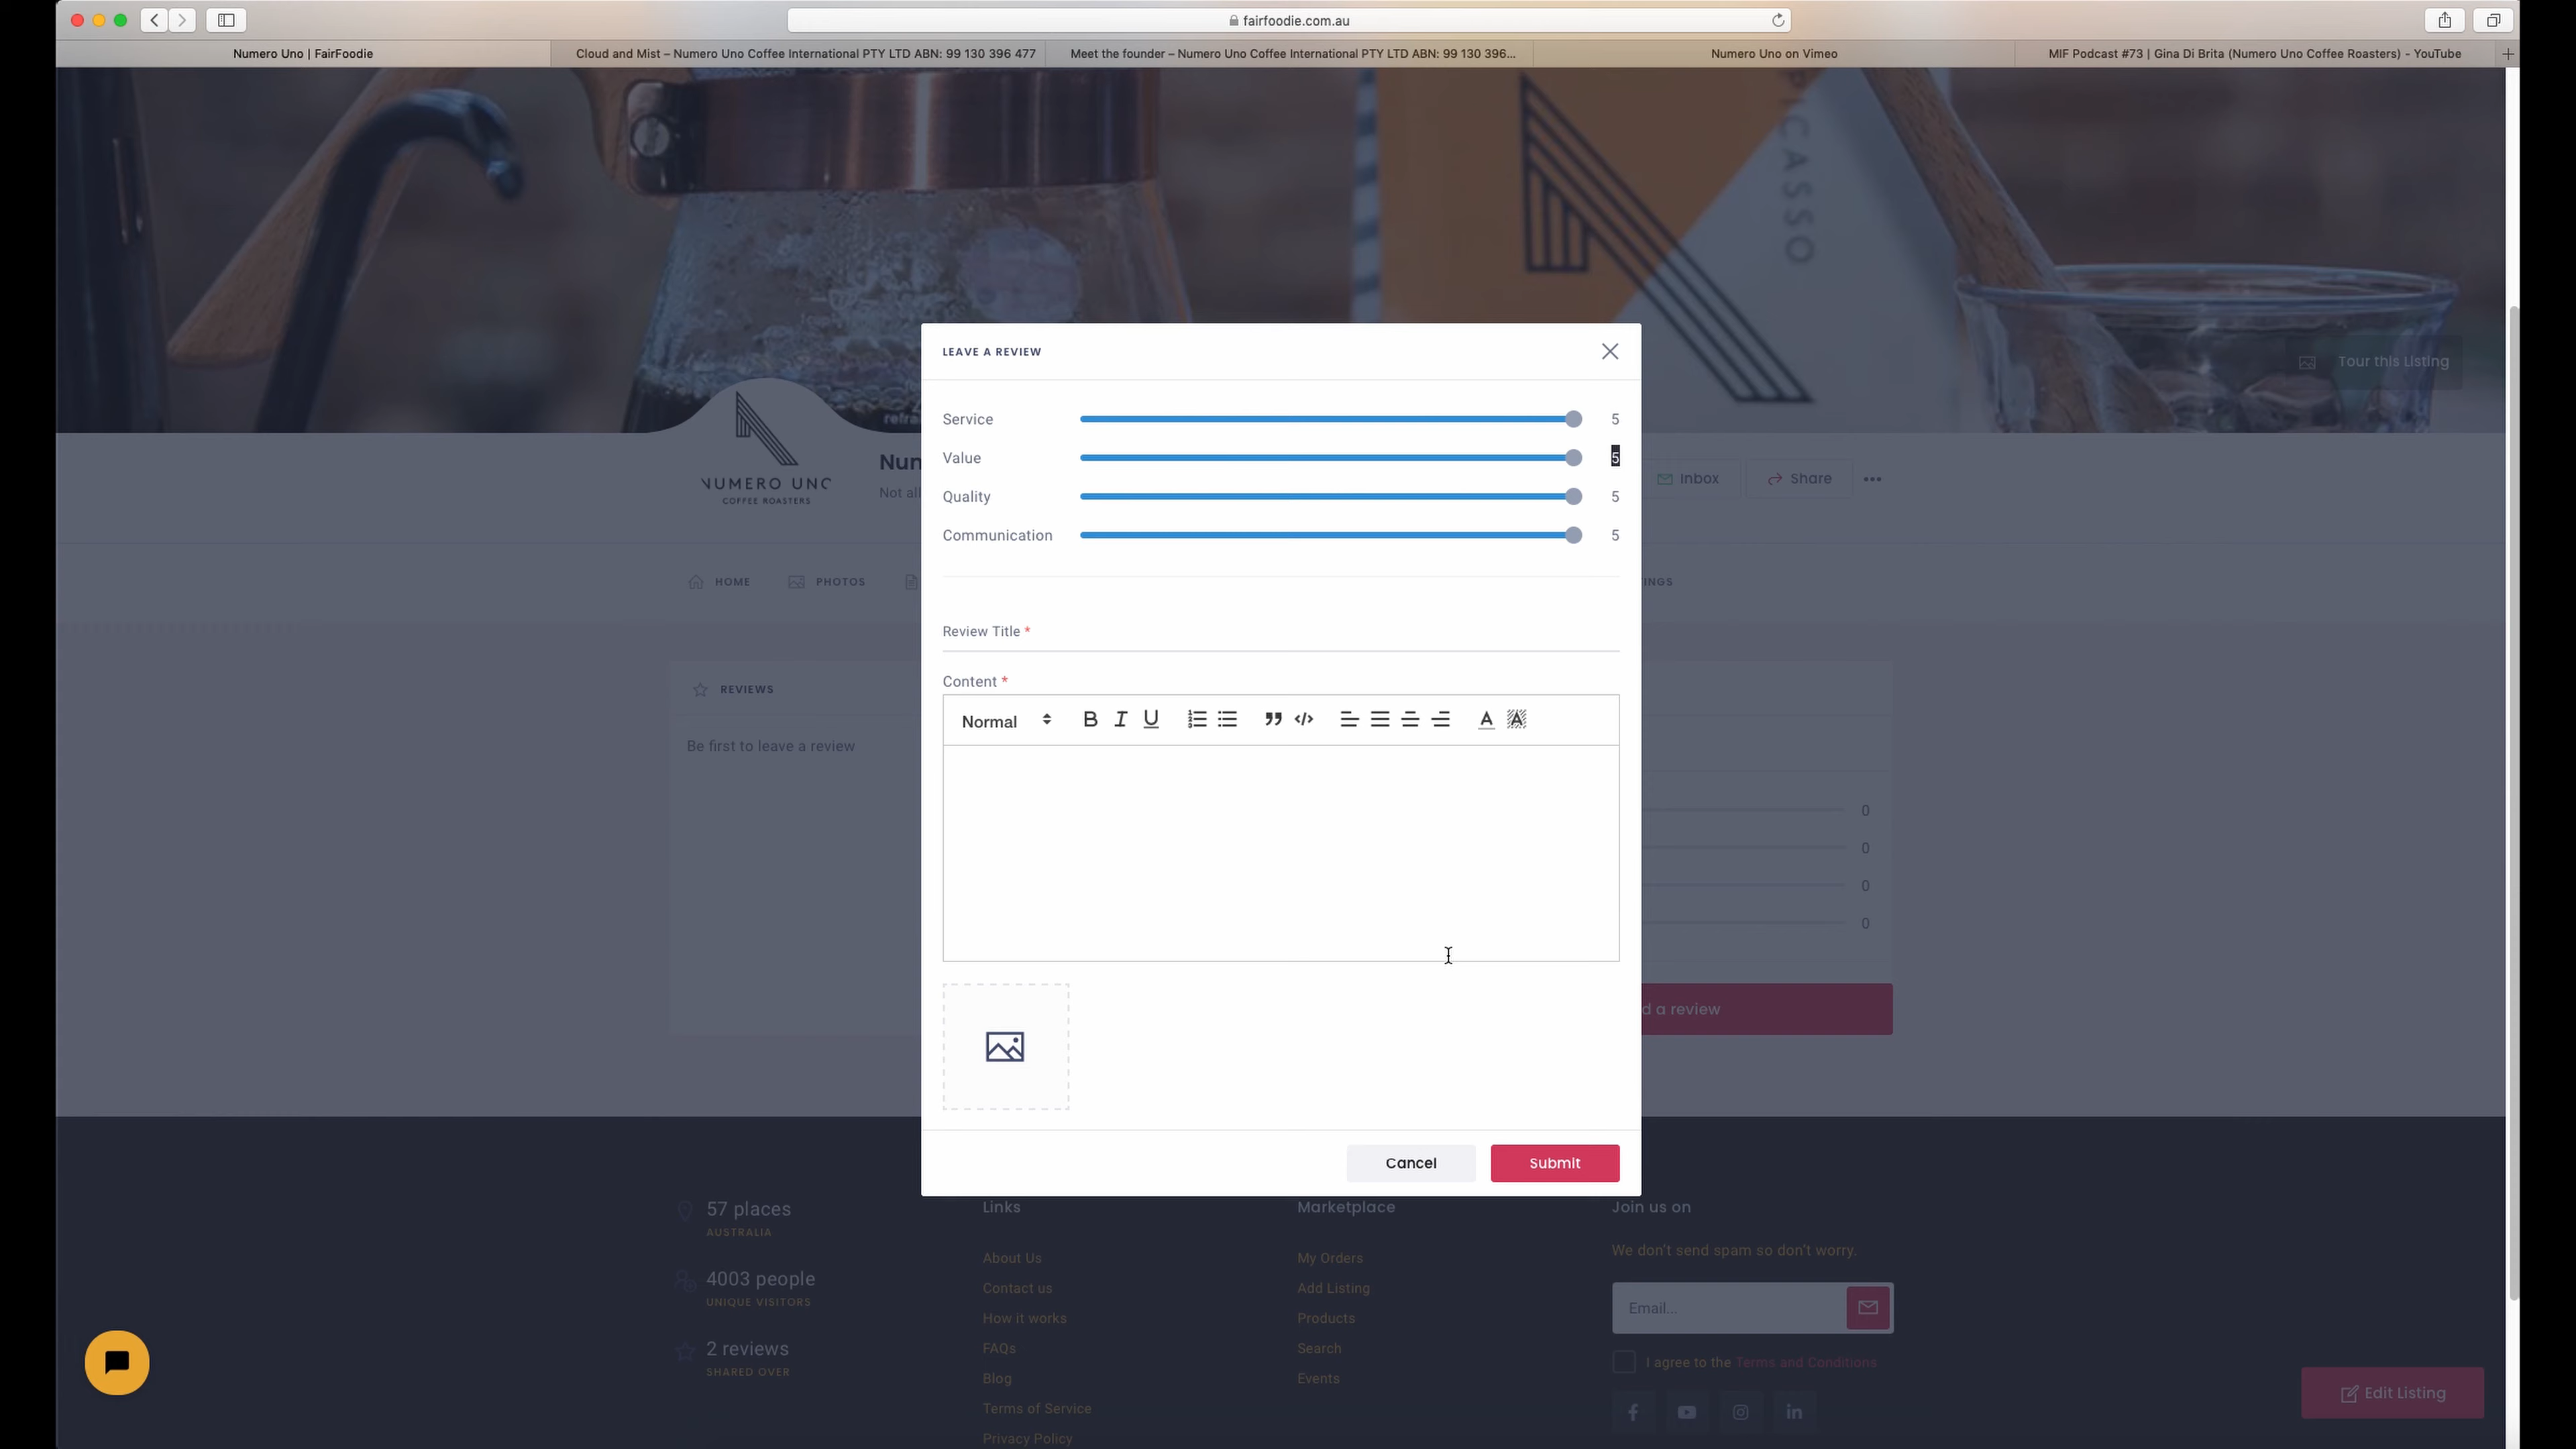 fairfoodie.com.au
Numero Uno | FairFoodie
Cloud and Mist – Numero Uno Coffee International PTY LTD ABN: 99 130 396 477
Meet the founder – Numero Uno Coffee International PTY LTD ABN: 99 130 396...
Numero Uno on Vimeo
MIF Podcast #73 | Gina Di Brita (Numero Uno Coffee Roasters) - YouTube
ICASSO
Tour this Listing
LEAVE A REVIEW
Service 5
Value 5
Quality 5
Communication 5
refra
NUMERO UNO
COFFEE ROASTERS
Num
Not all
Inbox
Share
HOME
PHOTOS
INGS
Review Title *
Content *
Normal
REVIEWS
Be first to leave a review
0
0
0
0
d a review
Cancel
Submit
57 places
AUSTRALIA
4003 people
UNIQUE VISITORS
2 reviews
SHARED OVER
Links
About Us
Contact us
How it works
FAQs
Blog
Terms of Service
Privacy Policy
Marketplace
My Orders
Add Listing
Products
Search
Events
Join us on
We don't send spam so don't worry.
Email...
I agree to the Terms and Conditions
Edit Listing